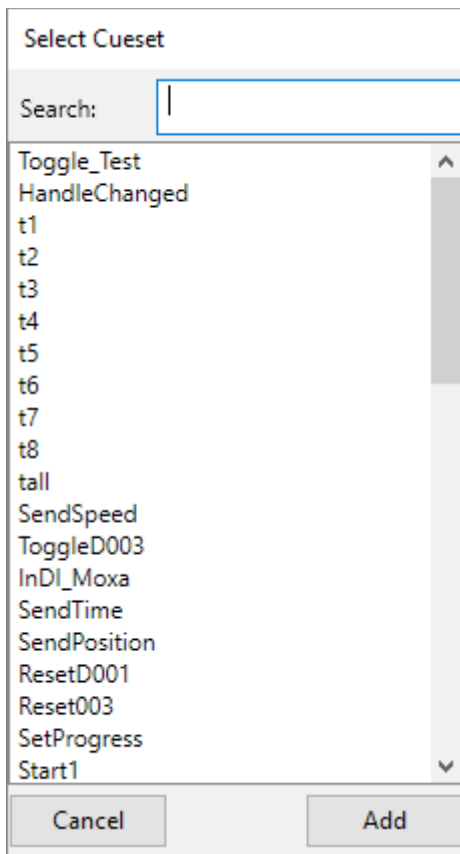 Select Cueset
Search:
Toggle_Test
HandleChanged
t1
t2
t3
t4
t5
t6
t7
t8
tall
SendSpeed
ToggleD003
InDI_Moxa
SendTime
SendPosition
ResetD001
Reset003
SetProgress
Start1
Cancel Add